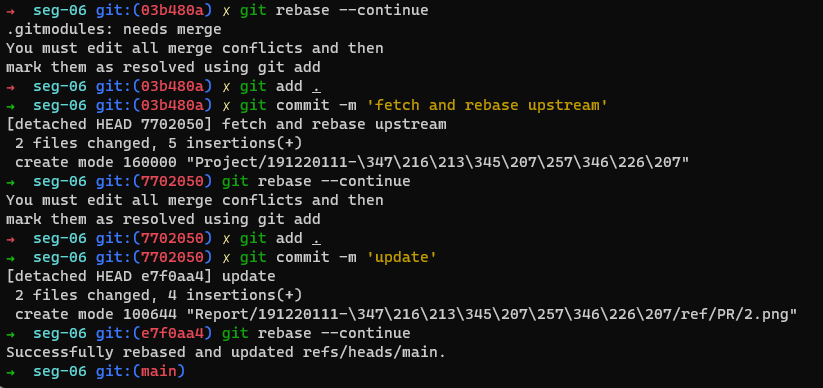 → seg-06 git:(03b480a) ✗ git rebase --continue
.gitmodules: needs merge
You must edit all merge conflicts and then
mark them as resolved using git add
→ seg-06 git:(03b480a) ✗ git add .
→ seg-06 git:(03b480a) ✗ git commit -m 'fetch and rebase upstream'
[detached HEAD 7702050] fetch and rebase upstream
 2 files changed, 5 insertions(+)
 create mode 160000 "Project/191220111-\347\216\213\345\207\257\346\226\207"
→ seg-06 git:(7702050) git rebase --continue
You must edit all merge conflicts and then
mark them as resolved using git add
→ seg-06 git:(7702050) ✗ git add .
→ seg-06 git:(7702050) ✗ git commit -m 'update'
[detached HEAD e7f0aa4] update
 2 files changed, 4 insertions(+)
 create mode 100644 "Report/191220111-\347\216\213\345\207\257\346\226\207/ref/PR/2.png"
→ seg-06 git:(e7f0aa4) git rebase --continue
Successfully rebased and updated refs/heads/main.
→ seg-06 git:(main)